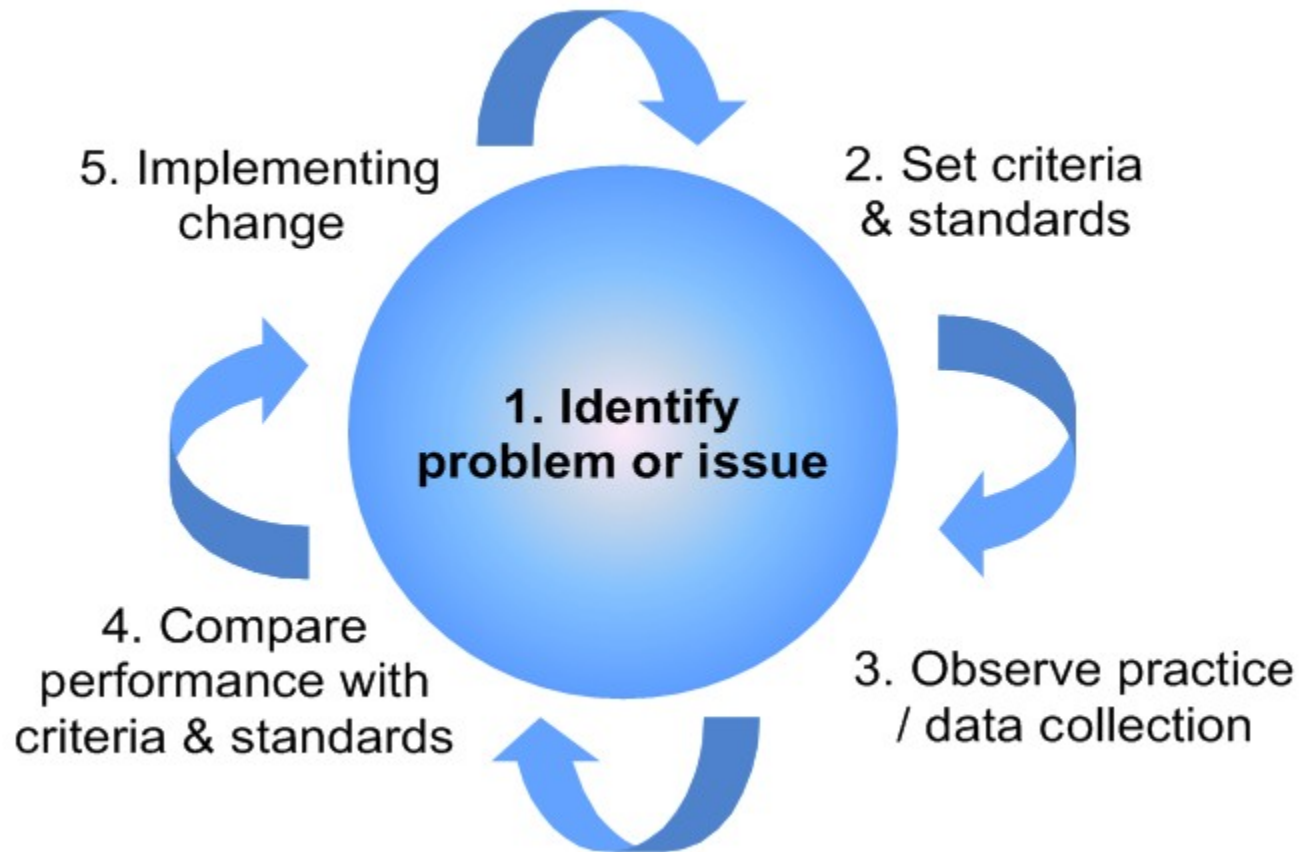 1. Identify
problem or issue
2. Set criteria
& standards
3. Observe practice
/ data collection
4. Compare
performance with
criteria & standards
5. Implementing
change